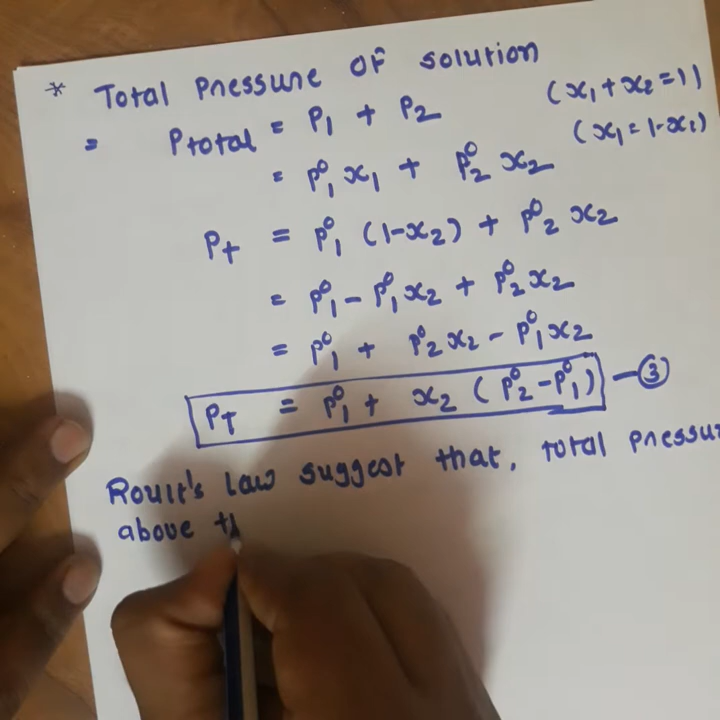 * Total pressure of solution
= Ptotal = P1 + P2 (x1 + x2 = 1)
= P°1 x1 + P°2 x2 (x1 = 1-x2)
Pt = P°1 (1-x2) + P°2 x2
= P°1 - P°1 x2 + P°2 x2
= P°1 + P°2 x2 - P°1 x2
PT = P°1 + x2 (P°2 - P°1) - ③
Roult's law suggest that, total pressu
above th